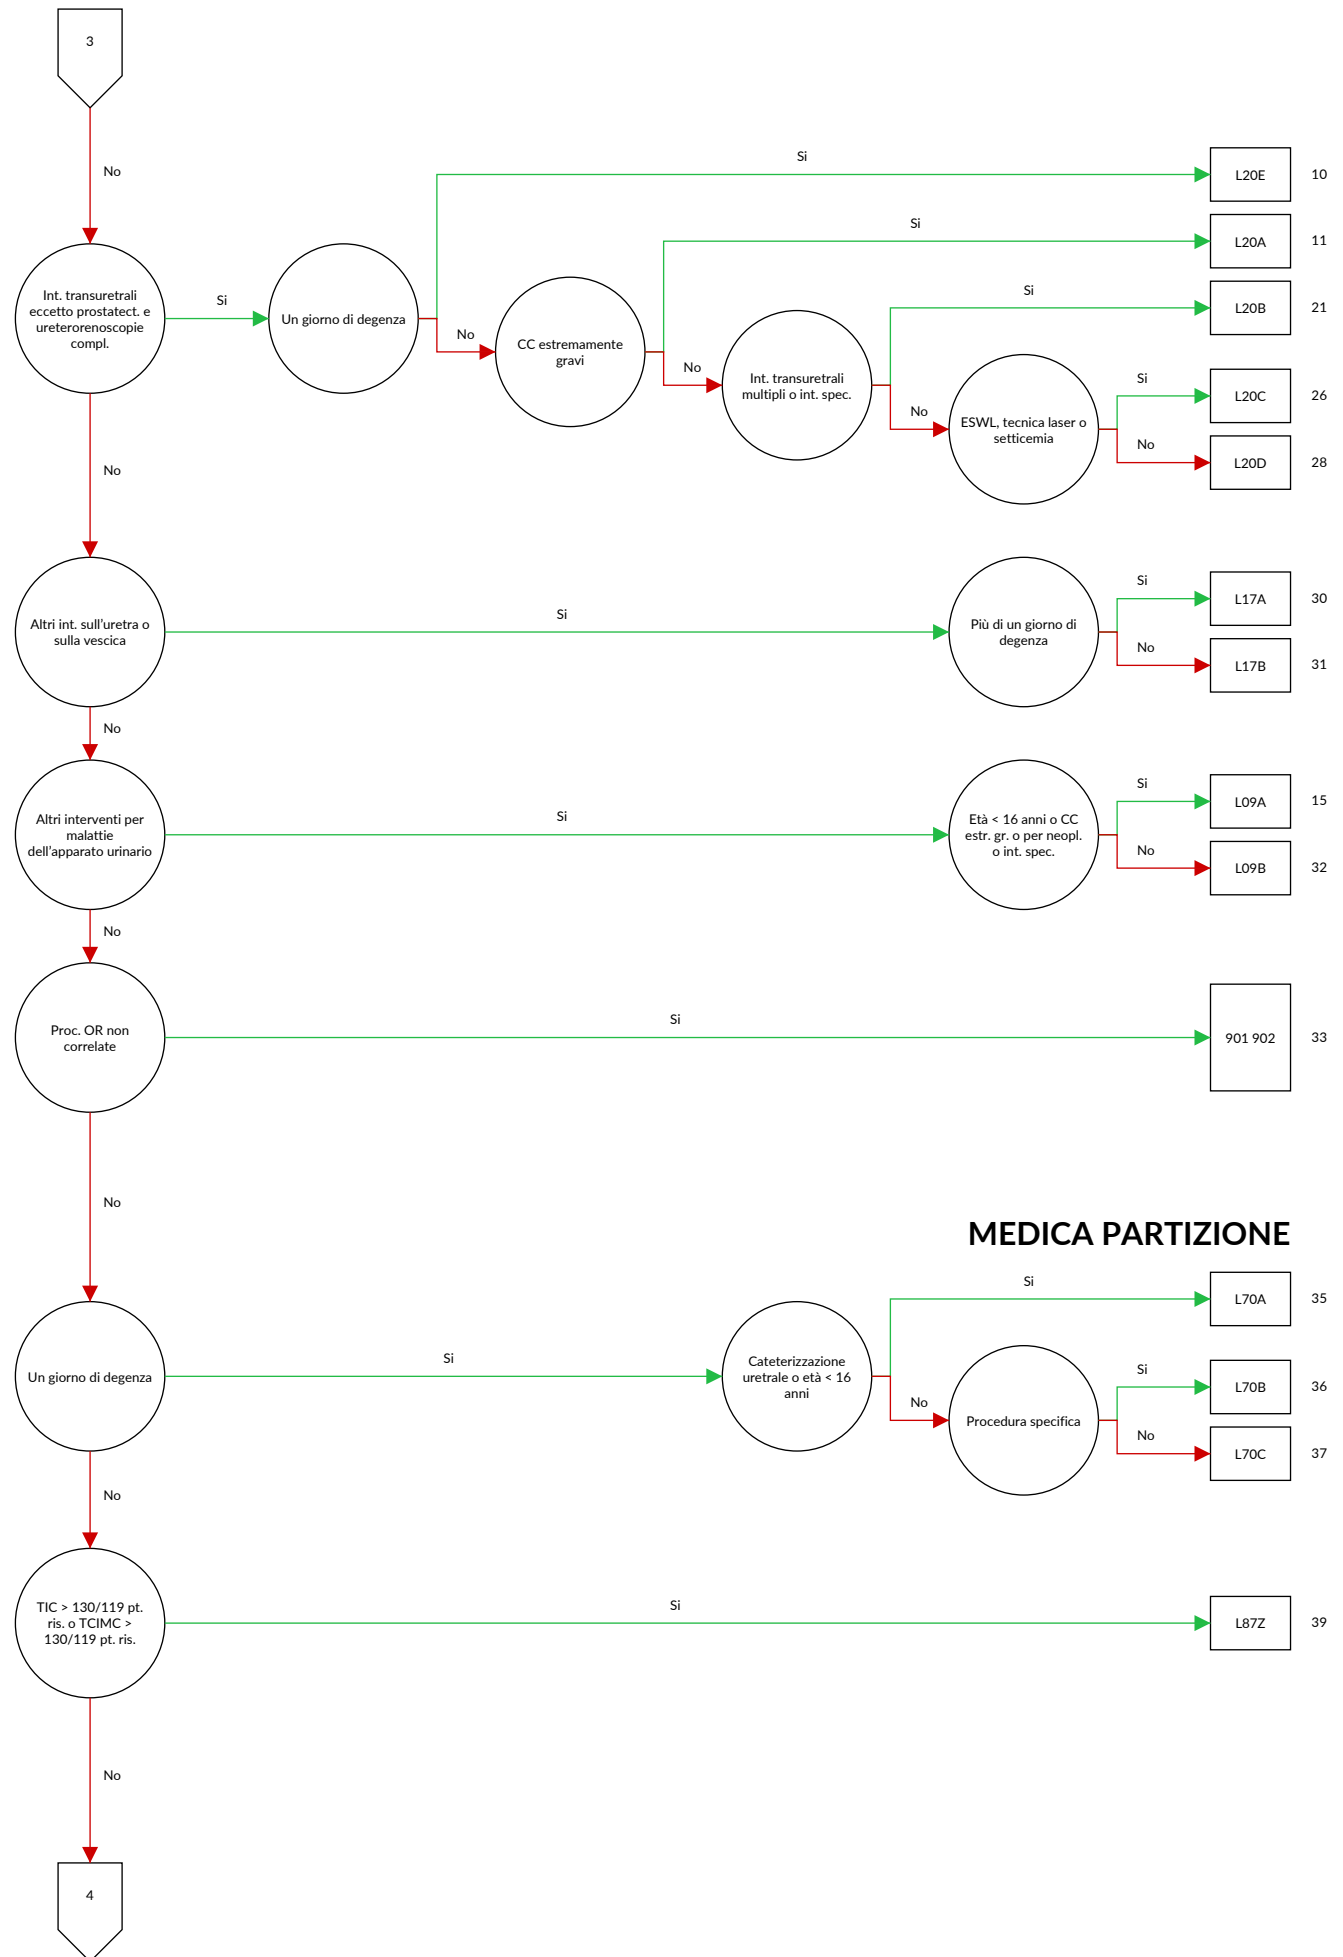 3
No
Si
L20E
10
Si
L20A
11
Int. transuretrali
eccetto prostatect. e
ureterorenoscopie
compl.
Si
Un giorno di degenza
No
CC estremamente
gravi
No
Int. transuretrali
multipli o int. spec.
Si
L20B
21
No
ESWL, tecnica laser o
setticemia
Si
L20C
26
No
L20D
28
No
Altri int. sull'uretra o
sulla vescica
Si
Più di un giorno di
degenza
Si
L17A
30
No
L17B
31
No
Altri interventi per
malattie
dell'apparato urinario
Si
Età < 16 anni o CC
estr. gr. o per neopl.
o int. spec.
Si
L09A
15
No
L09B
32
No
Proc. OR non
correlate
Si
901 902
33
No
MEDICA PARTIZIONE
Un giorno di degenza
Si
Cateterizzazione
uretrale o età < 16
anni
Si
L70A
35
No
Procedura specifica
Si
L70B
36
No
L70C
37
No
TIC > 130/119 pt.
ris. o TCIMC >
130/119 pt. ris.
Si
L87Z
39
No
4